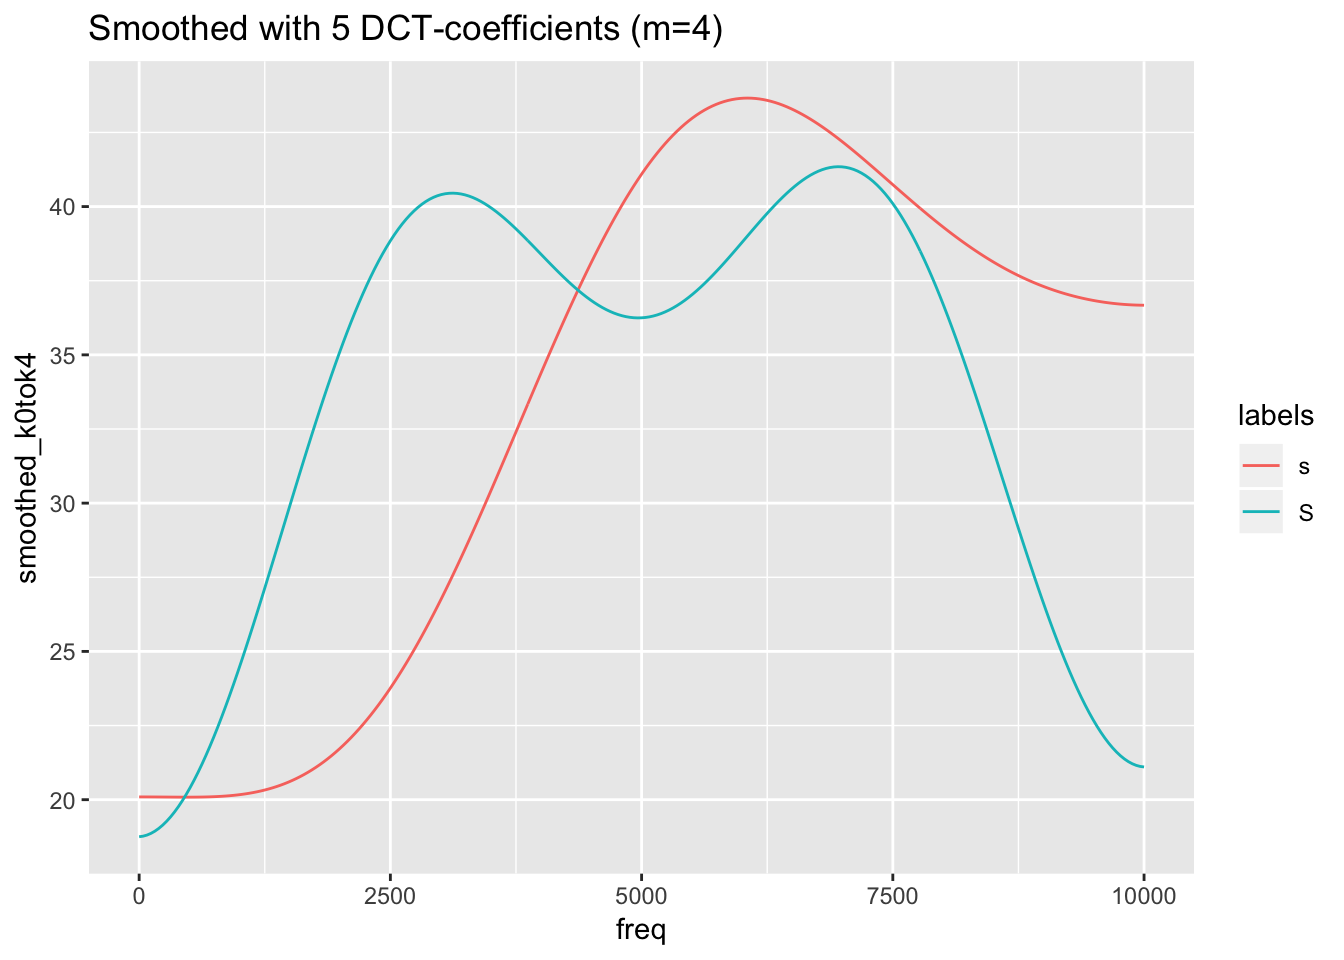 Smoothed with 5 DCT-coefficients (m=4)
smoothed_k0tok4
40
35
30
25
20
0 2500 5000 7500 10000
freq
labels
s
S